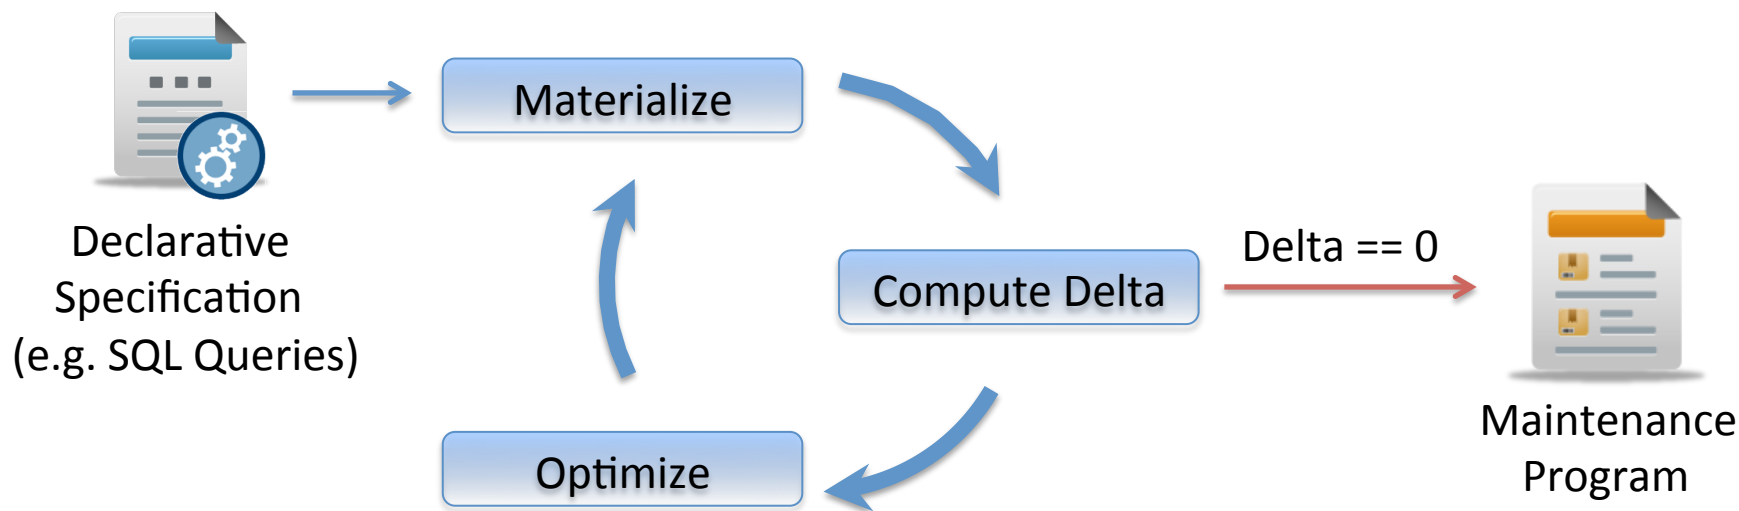 Declarative
Specification
(e.g. SQL Queries)
Materialize
Compute Delta
Optimize
Delta == 0
Maintenance
Program